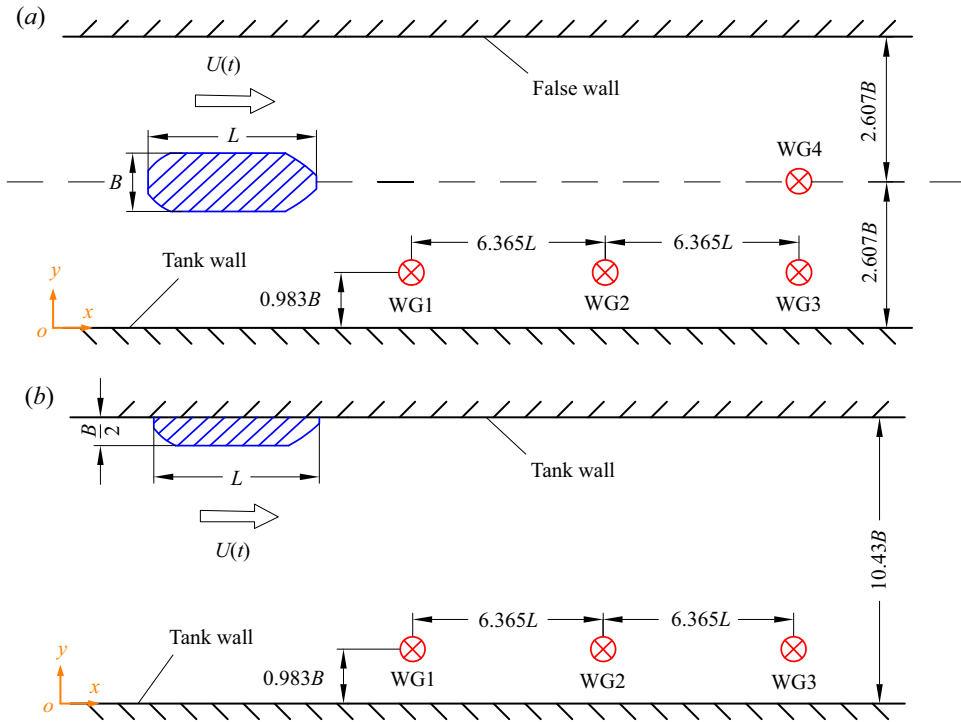 (a)
U(t)
False wall
L
2.607B
B
WG4
6.365L
6.365L
Tank wall
2.607B
0.983B
WG1
WG2
WG3
y
x
o
(b)
B
2
L
Tank wall
U(t)
10.43B
6.365L
6.365L
Tank wall
0.983B
WG1
WG2
WG3
y
x
o